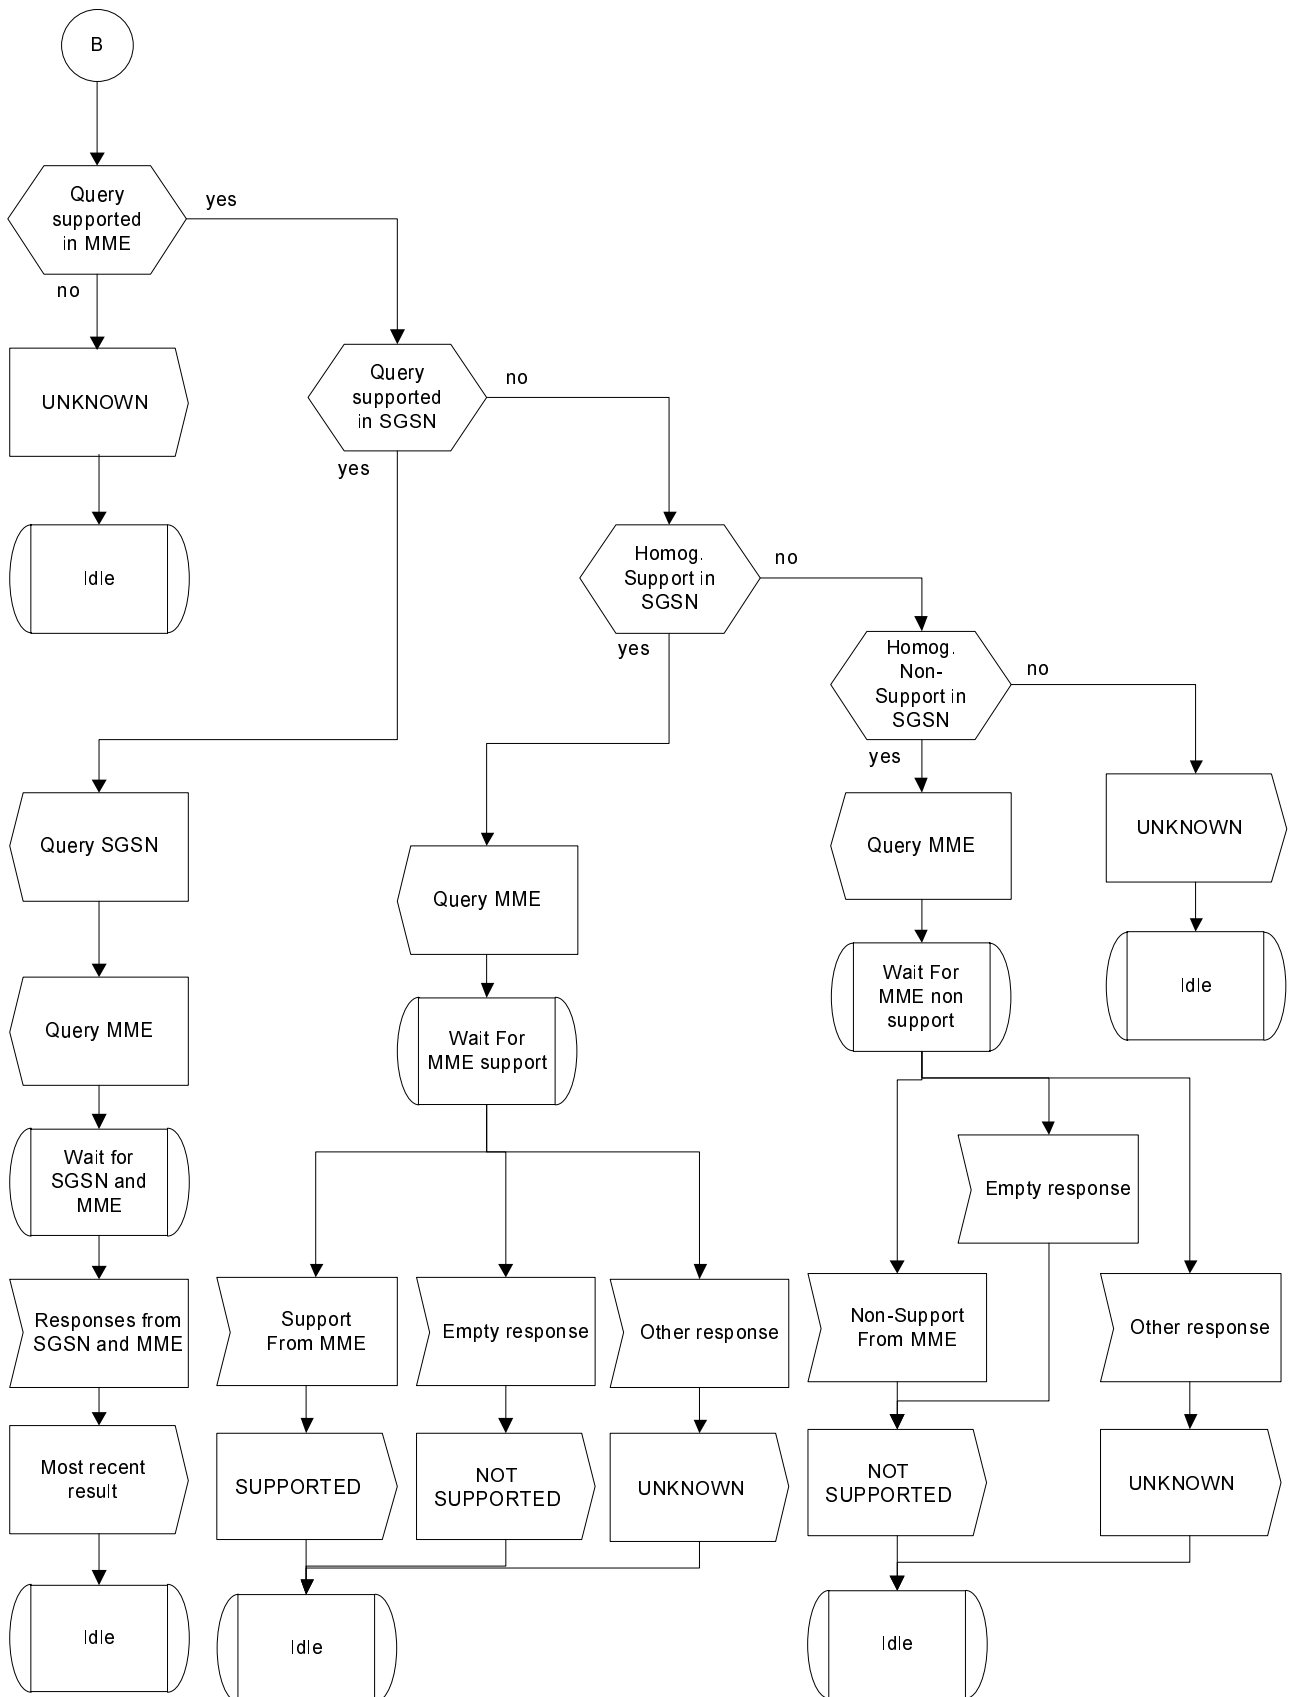 B
Query
supported
in MME
yes
no
UNKNOWN
Idle
Query
supported
in SGSN
no
yes
Homog.
Support in
SGSN
no
yes
Homog.
Non-
Support in
SGSN
no
yes
UNKNOWN
Idle
Query SGSN
Query MME
Wait for
SGSN and
MME
Responses from
SGSN and MME
Most recent
result
Idle
Query MME
Wait For
MME support
Support
From MME
Empty response
Other response
SUPPORTED
NOT
SUPPORTED
UNKNOWN
Idle
Query MME
Wait For
MME non
support
Empty response
Non-Support
From MME
Other response
NOT
SUPPORTED
UNKNOWN
Idle